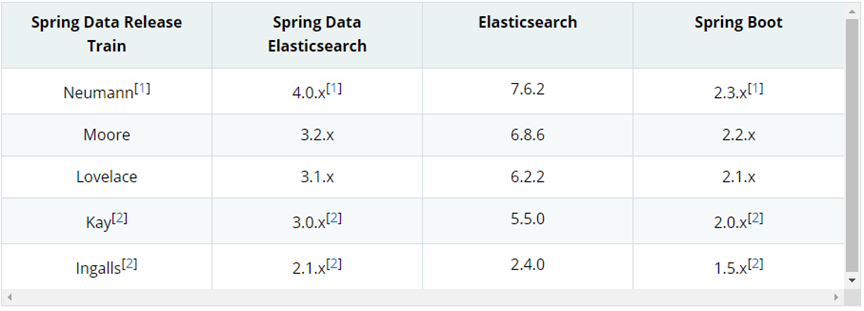 Spring Data Release Train Spring Data Elasticsearch Elasticsearch Spring Boot
Neumann[1] 4.0.x[1] 7.6.2 2.3.x[1]
Moore 3.2.x 6.8.6 2.2.x
Lovelace 3.1.x 6.2.2 2.1.x
Kay[2] 3.0.x[2] 5.5.0 2.0.x[2]
Ingalls[2] 2.1.x[2] 2.4.0 1.5.x[2]